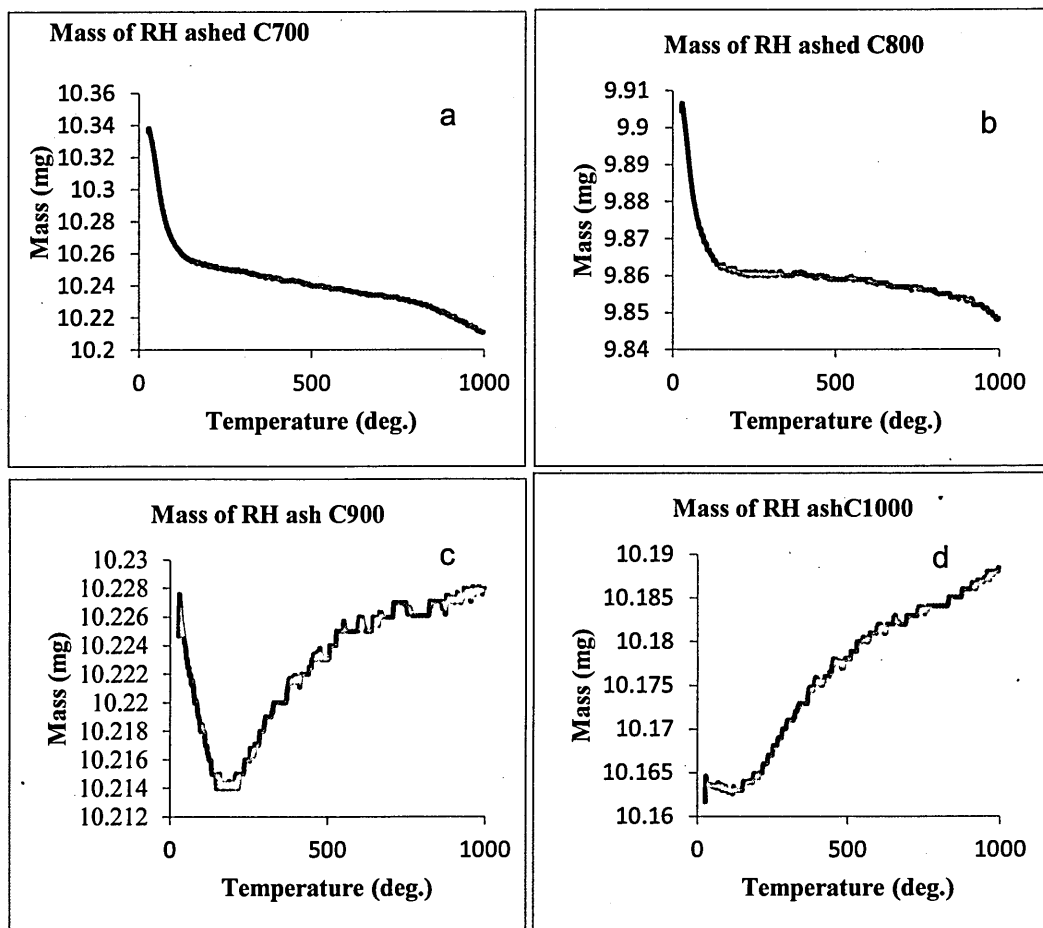 Mass of RH ashed C700
a
Mass (mg)
10.36
10.34
10.32
10.3
10.28
10.26
10.24
10.22
10.2
0 500 1000
Temperature (deg.)
Mass of RH ashed C800
b
Mass (mg)
9.91
9.9
9.89
9.88
9.87
9.86
9.85
9.84
0 500 1000
Temperature (deg.)
Mass of RH ash C900
c
Mass (mg)
10.23
10.228
10.226
10.224
10.222
10.22
10.218
10.216
10.214
10.212
0 500 1000
Temperature (deg.)
Mass of RH ashC1000
d
Mass (mg)
10.19
10.185
10.18
10.175
10.17
10.165
10.16
0 500 1000
Temperature (deg.)